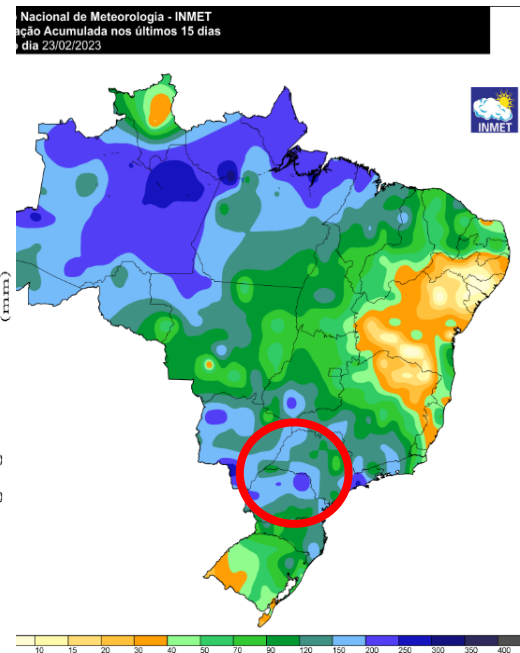 Nacional de Meteorologia - INMET
ação Acumulada nos últimos 15 dias
dia 23/02/2023
INMET
(mm)
10 15 20 30 40 50 70 90 120 150 200 250 300 350 400